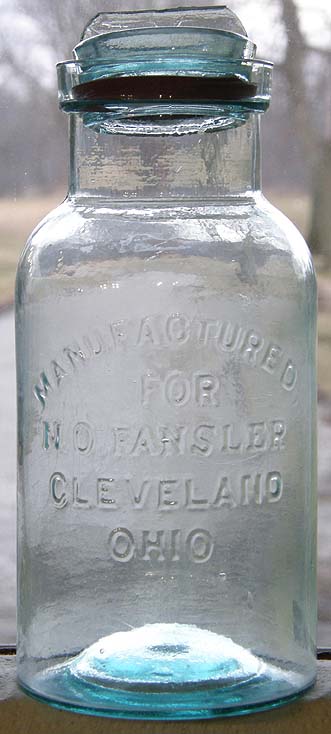 MANUFACTURED
FOR
N.O. FANSLER
CLEVELAND
OHIO